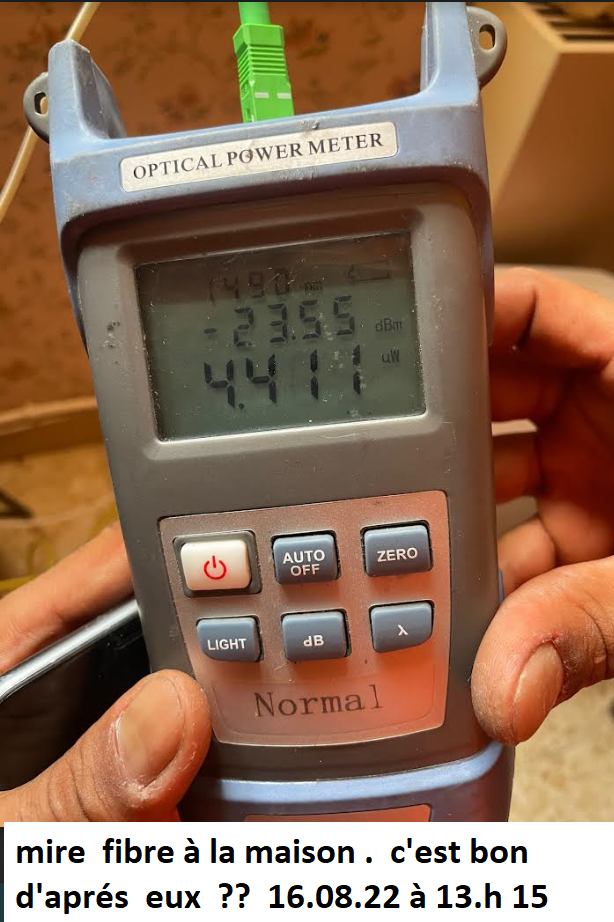 OPTICAL POWER METER
1490 nm
-23.55 dBm
4.411 uW
AUTO OFF
ZERO
LIGHT
dB
λ
Normal
mire fibre à la maison . c'est bon
d'aprés eux ?? 16.08.22 à 13.h 15